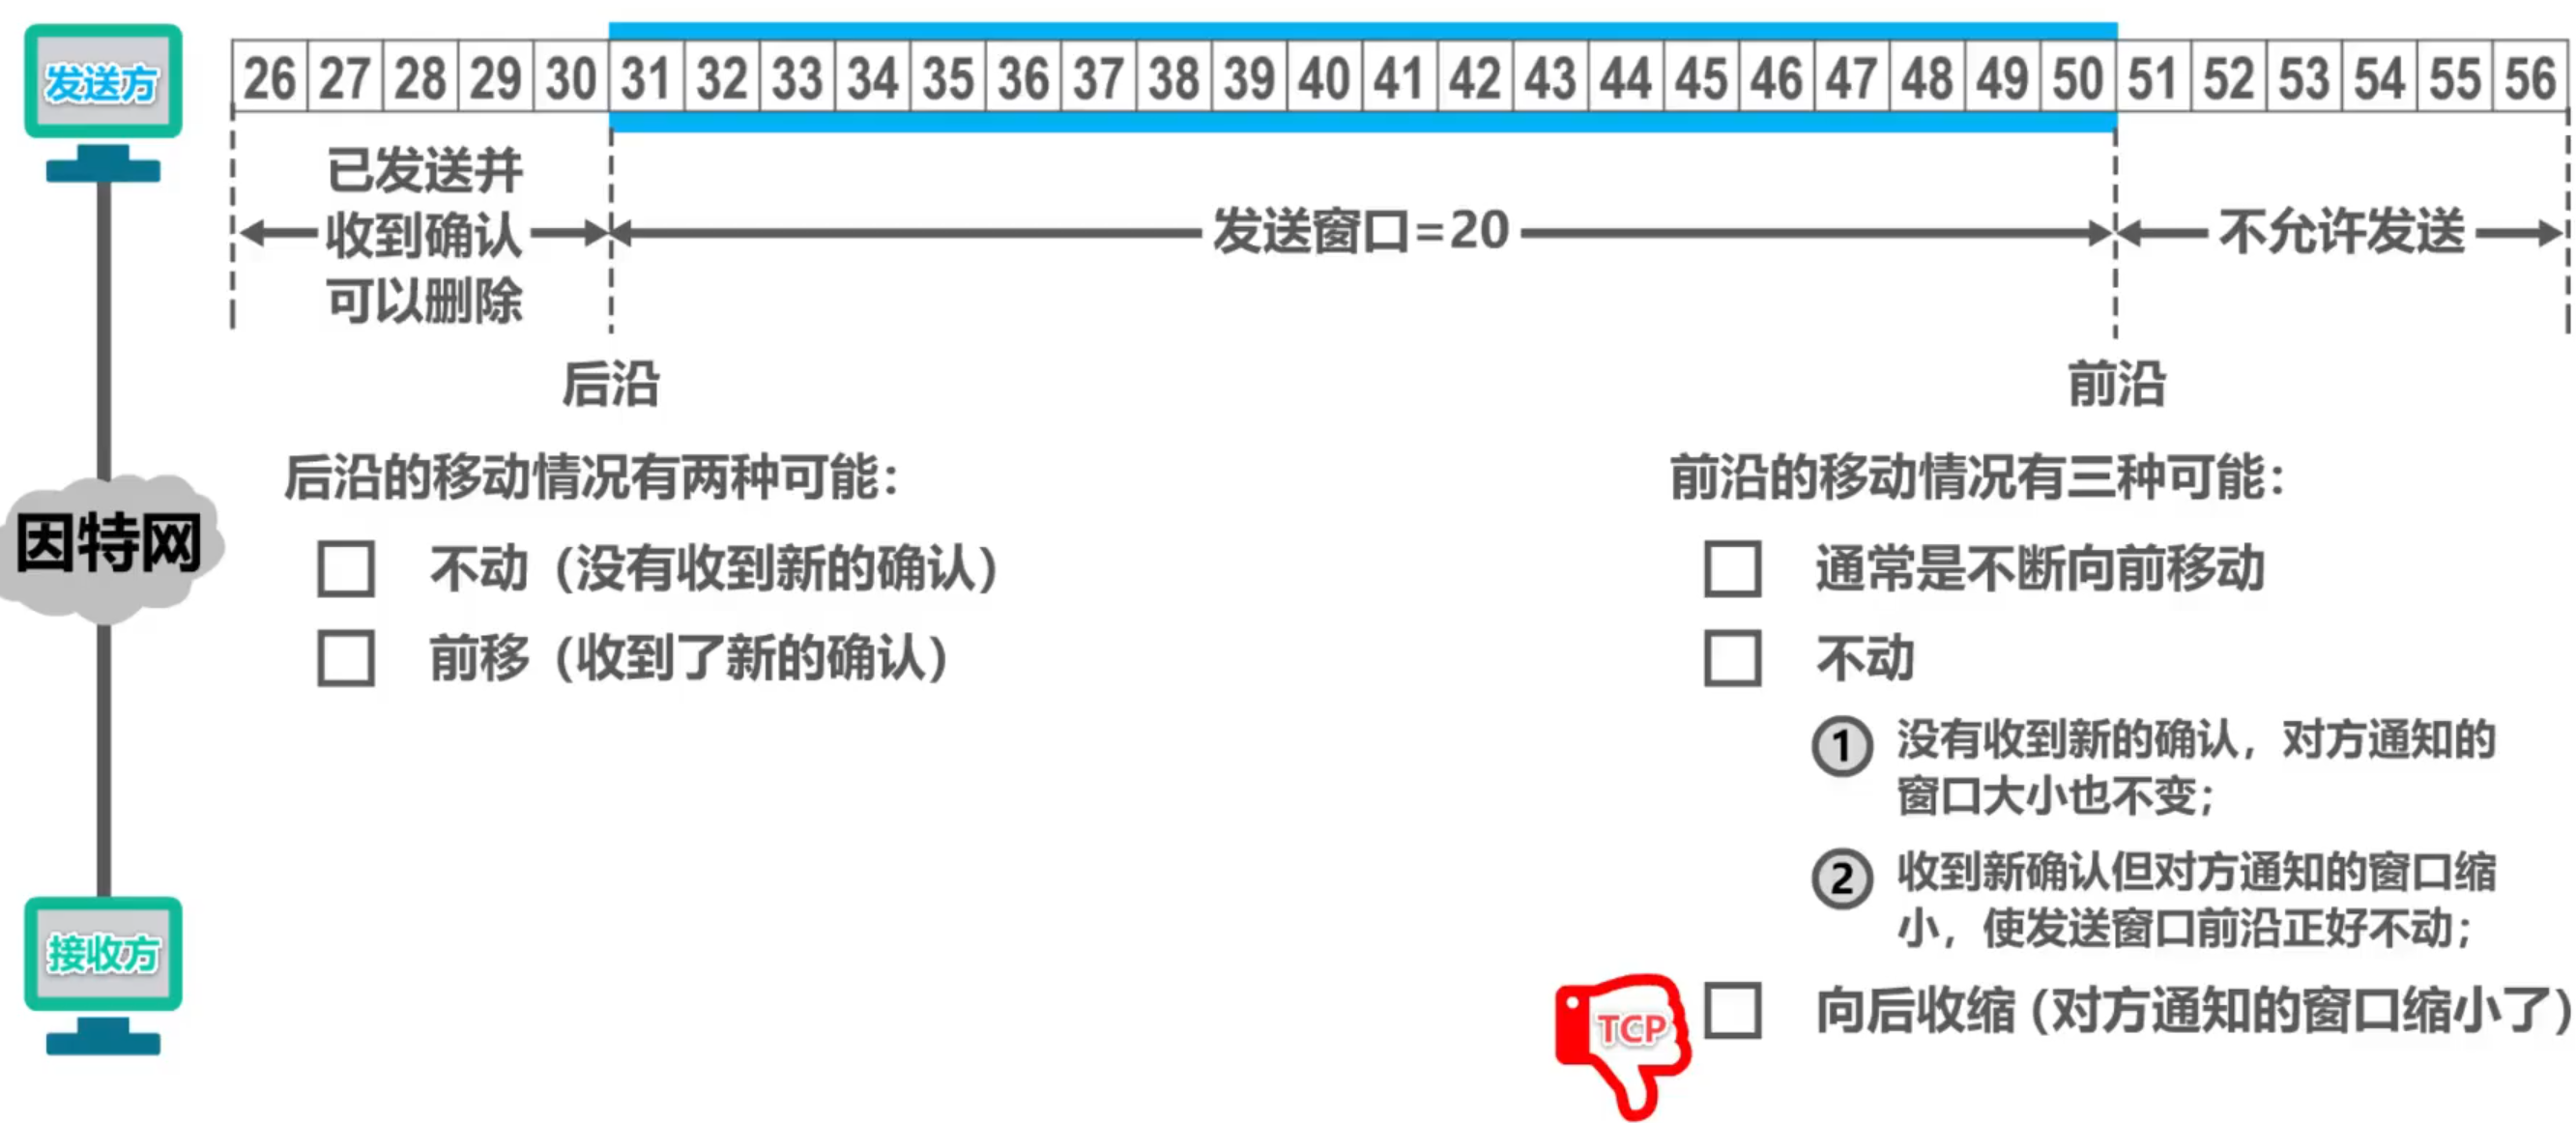 发送方
26 27 28 29 30 31 32 33 34 35 36 37 38 39 40 41 42 43 44 45 46 47 48 49 50 51 52 53 54 55 56
已发送并
收到确认
可以删除
发送窗口=20
不允许发送
后沿
前沿
因特网
后沿的移动情况有两种可能：
不动（没有收到新的确认）
前移（收到了新的确认）
前沿的移动情况有三种可能：
通常是不断向前移动
不动
1 没有收到新的确认，对方通知的
窗口大小也不变；
2 收到新确认但对方通知的窗口缩
小，使发送窗口前沿正好不动；
TCP
向后收缩（对方通知的窗口缩小了）
接收方